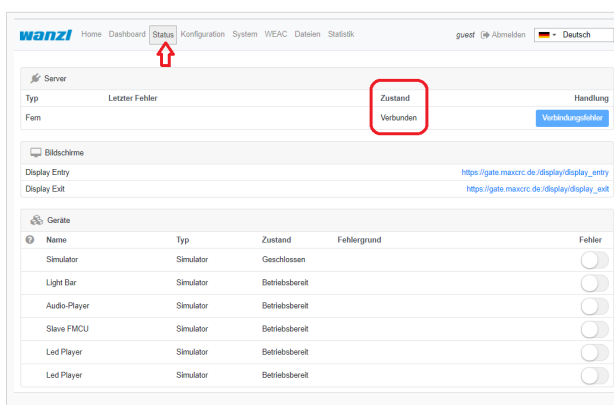 wanzl Home Dashboard Status Konfiguration System WEAC Dateien Statistik guest Abmelden Deutsch
Server
Typ Letzter Fehler Zustand Handlung
Fern Verbunden Verbindungsfehler
Bildschirme
Display Entry https://gate.maxcrc.de:/display/display_entry
Display Exit https://gate.maxcrc.de:/display/display_exit
Geräte
? Name Typ Zustand Fehlergrund Fehler
Simulator Simulator Geschlossen
Light Bar Simulator Betriebsbereit
Audio-Player Simulator Betriebsbereit
Slave FMCU Simulator Betriebsbereit
Led Player Simulator Betriebsbereit
Led Player Simulator Betriebsbereit